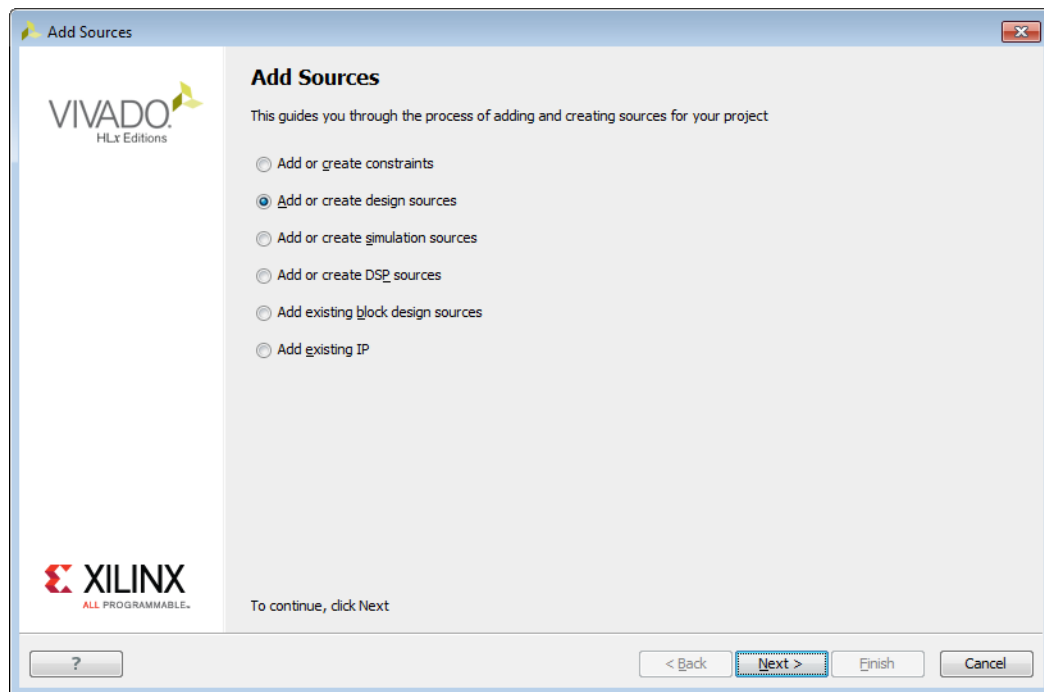 Add Sources
VIVADO.
HLx Editions
Add Sources
This guides you through the process of adding and creating sources for your project
Add or create constraints
Add or create design sources
Add or create simulation sources
Add or create DSP sources
Add existing block design sources
Add existing IP
XILINX
ALL PROGRAMMABLE.
To continue, click Next
?
< Back
Next >
Finish
Cancel